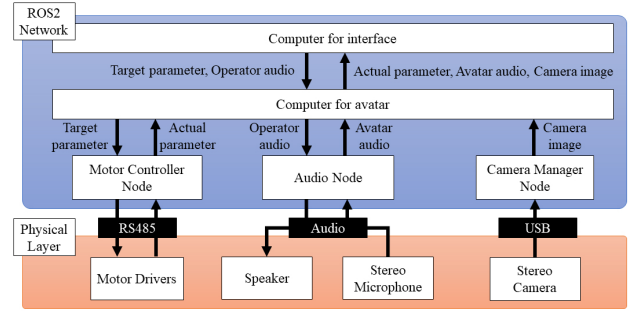 ROS2
Network
Computer for interface
Target parameter, Operator audio
Actual parameter, Avatar audio, Camera image
Computer for avatar
Target
parameter
Actual
parameter
Operator
audio
Avatar
audio
Camera
image
Motor Controller
Node
Audio Node
Camera Manager
Node
Physical
Layer
RS485
Audio
USB
Motor Drivers
Speaker
Stereo
Microphone
Stereo
Camera